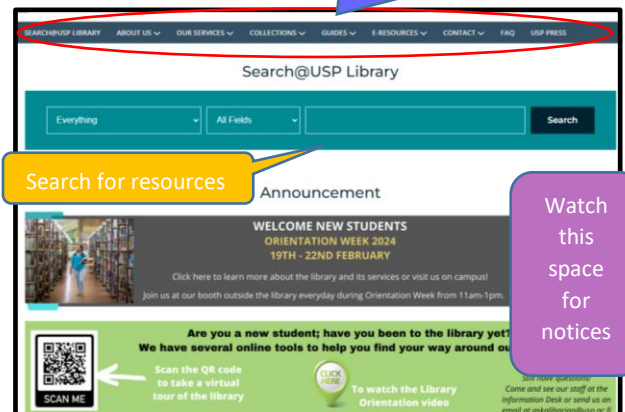 SEARCH@USP LIBRARY ABOUT US OUR SERVICES COLLECTIONS GUIDES E-RESOURCES CONTACT FAQ USP PRESS
Search@USP Library
Everything All Fields Search
Search for resources
Announcement
Watch
this
space
for
notices
WELCOME NEW STUDENTS
ORIENTATION WEEK 2024
19TH - 22ND FEBRUARY
Click here to learn more about the library and its services or visit us on campus!
Join us at our booth outside the library everyday during Orientation Week from 11am-1pm.
Are you a new student; have you been to the library yet?
We have several online tools to help you find your way around
Scan the QR code
to take a virtual
tour of the library
SCAN ME
CLICK
HERE
To watch the Library
Orientation video
Still have questions?
Come and see our staff at the
Information Desk or send us an
email at